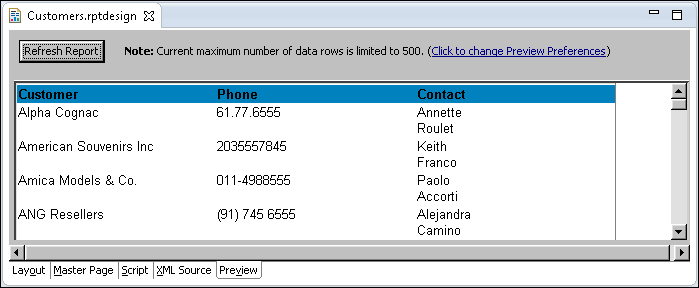 Customers.rptdesign
Refresh Report Note: Current maximum number of data rows is limited to 500. (Click to change Preview Preferences)
Customer Phone Contact
Alpha Cognac 61.77.6555 Annette
Roulet
American Souvenirs Inc 2035557845 Keith
Franco
Amica Models & Co. 011-4988555 Paolo
Accorti
ANG Resellers (91) 745 6555 Alejandra
Camino
Layout Master Page Script XML Source Preview